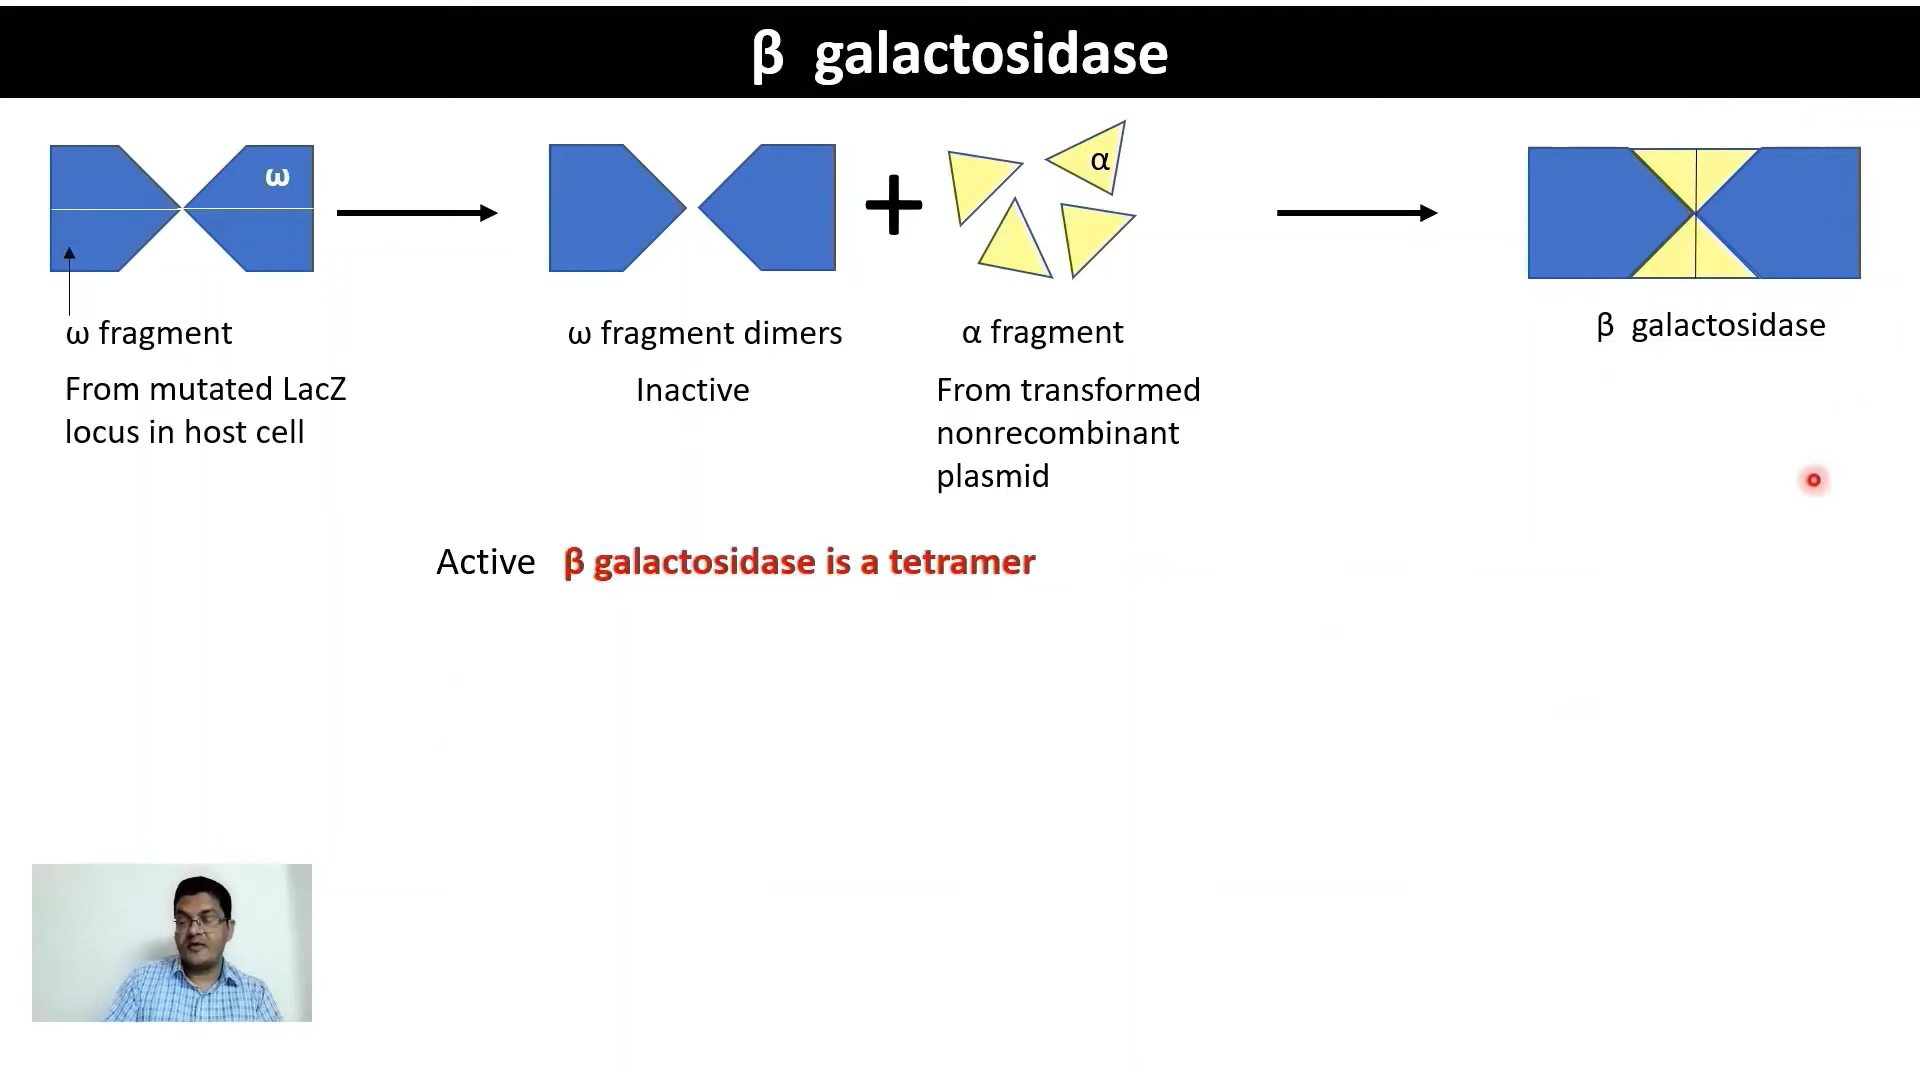 β galactosidase
ω
α
ω fragment
From mutated LacZ
locus in host cell
ω fragment dimers
Inactive
α fragment
From transformed
nonrecombinant
plasmid
β galactosidase
Active β galactosidase is a tetramer